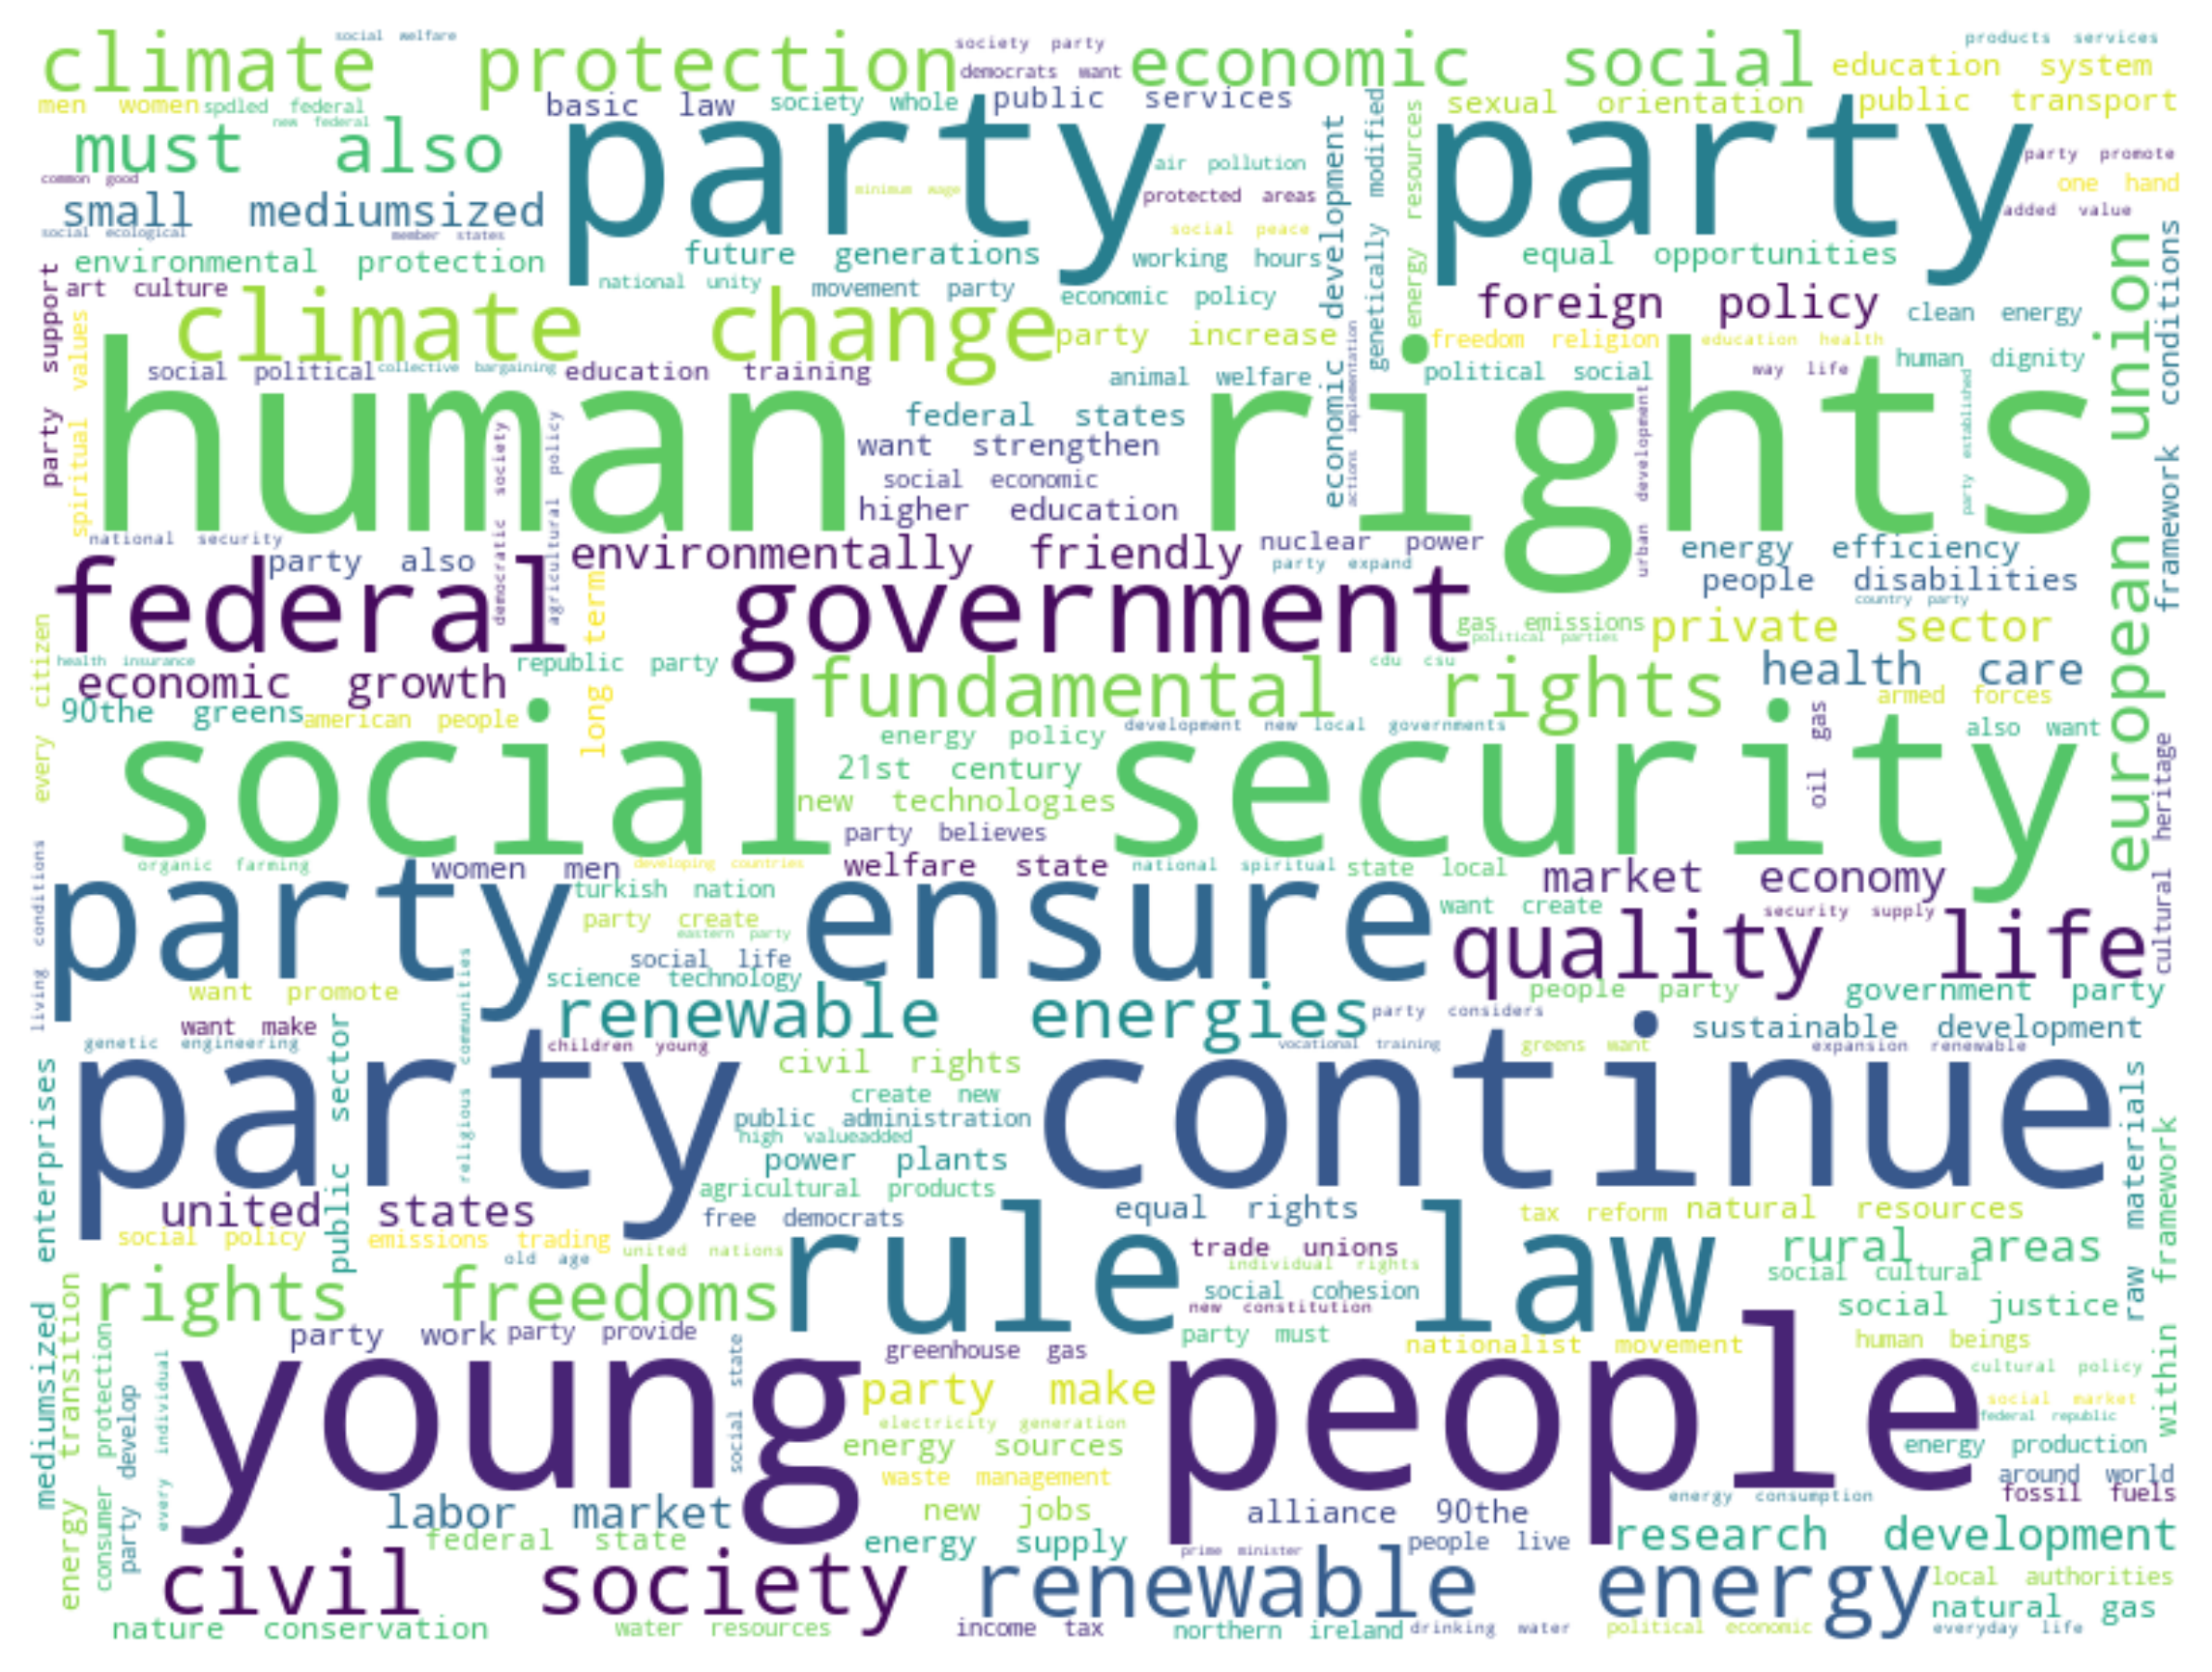 social welfare
climate protection
society party
democrats want
economic social
products services
education system
men women
spdled federal
new federal
basic law
society whole
public services
sexual orientation
public transport
must also
party
party
air pollution
party promote
common good
minimum wage
protected areas
one hand
small mediumsized
added value
social ecological
member states
social peace
environmental protection
future generations
working hours
equal opportunities
economic development
genetically modified
energy resources
framework conditions
european union
party support
art culture
national unity
movement party
economic policy
foreign policy
clean energy
spiritual values
climate change
party increase
freedom religion
education health
human dignity
social political
collective bargaining
education training
animal welfare
political social
way life
actions implementation
human rights
federal states
want strengthen
social economic
higher education
democratic society
agricultural policy
urban development
party established
national security
party also
environmentally friendly
nuclear power
party expand
energy efficiency
people disabilities
country party
federal government
gas emissions
political parties
private sector
every citizen
health insurance
republic party
long term
cdu csu
health care
economic growth
fundamental rights
armed forces
90the greens
american people
development new
local governments
also want
oil gas
energy policy
social security
21st century
new technologies
party believes
cultural heritage
living conditions
organic farming
women men
developing countries
welfare state
national spiritual
state local
market economy
turkish nation
party ensure
want create
security supply
party create
eastern party
quality life
social life
science technology
religious communities
want promote
renewable energies
people party
government party
want make
public sector
party considers
sustainable development
genetic engineering
children young
vocational training
greens want
expansion renewable
civil rights
party continue
create new
public administration
high valueadded
power plants
raw materials
within framework
mediumsized enterprises
agricultural products
united states
free democrats
equal rights
tax reform
natural resources
social policy
emissions trading
old age
united nations
rule law
trade unions
individual rights
rural areas
social cultural
rights freedoms
social cohesion
new constitution
social justice
party work
party provide
party must
nationalist movement
human beings
energy transition
consumer protection
party develop
every individual
social state
greenhouse gas
cultural policy
young people
party make
social market
federal republic
electricity generation
energy sources
energy production
waste management
around world
fossil fuels
energy consumption
labor market
new jobs
alliance 90the
federal state
energy supply
people live
research development
prime minister
civil society
renewable energy
local authorities
natural gas
nature conservation
water resources
income tax
northern ireland
drinking water
political economic
everyday life